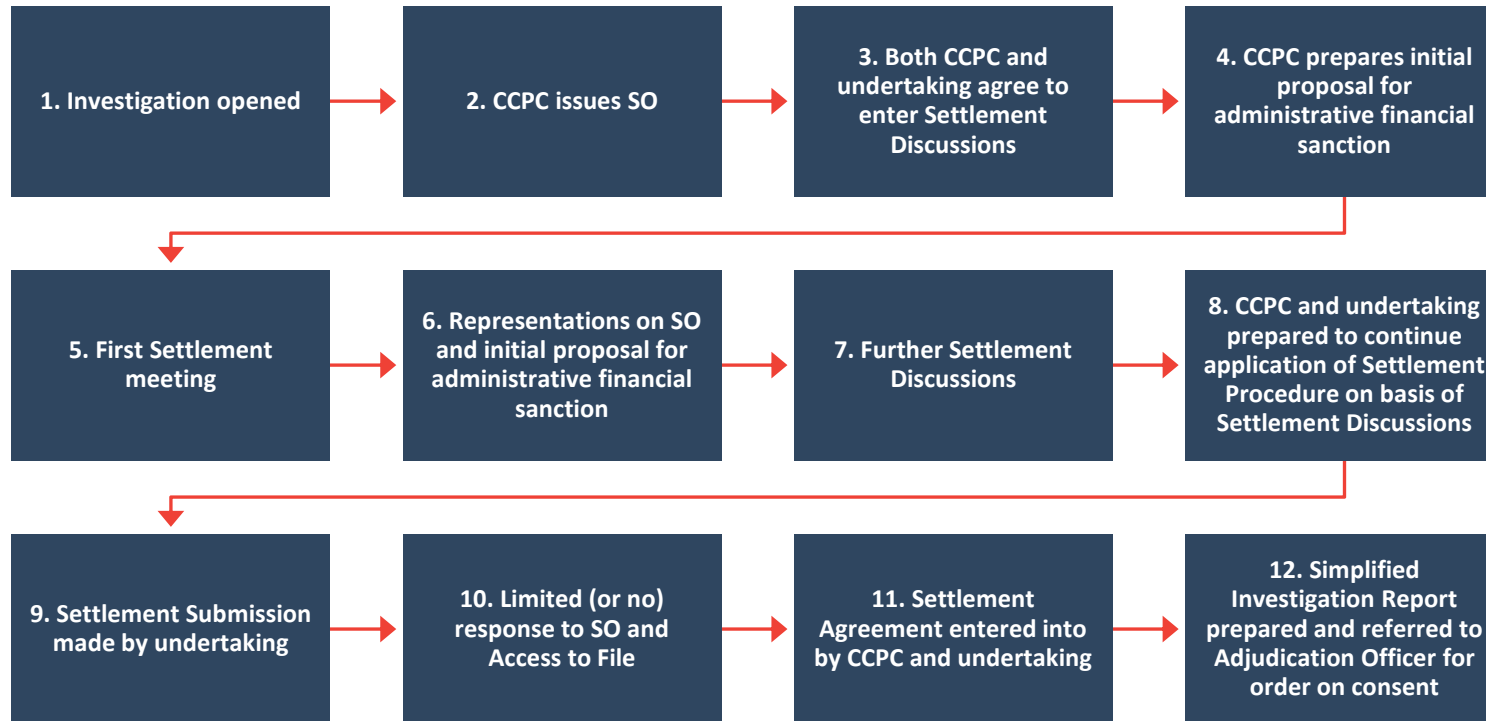 1. Investigation opened
2. CCPC issues SO
3. Both CCPC and
undertaking agree to
enter Settlement
Discussions
4. CCPC prepares initial
proposal for
administrative financial
sanction
5. First Settlement
meeting
6. Representations on SO
and initial proposal for
administrative financial
sanction
7. Further Settlement
Discussions
8. CCPC and undertaking
prepared to continue
application of Settlement
Procedure on basis of
Settlement Discussions
9. Settlement Submission
made by undertaking
10. Limited (or no)
response to SO and
Access to File
11. Settlement
Agreement entered into
by CCPC and undertaking
12. Simplified
Investigation Report
prepared and referred to
Adjudication Officer for
order on consent